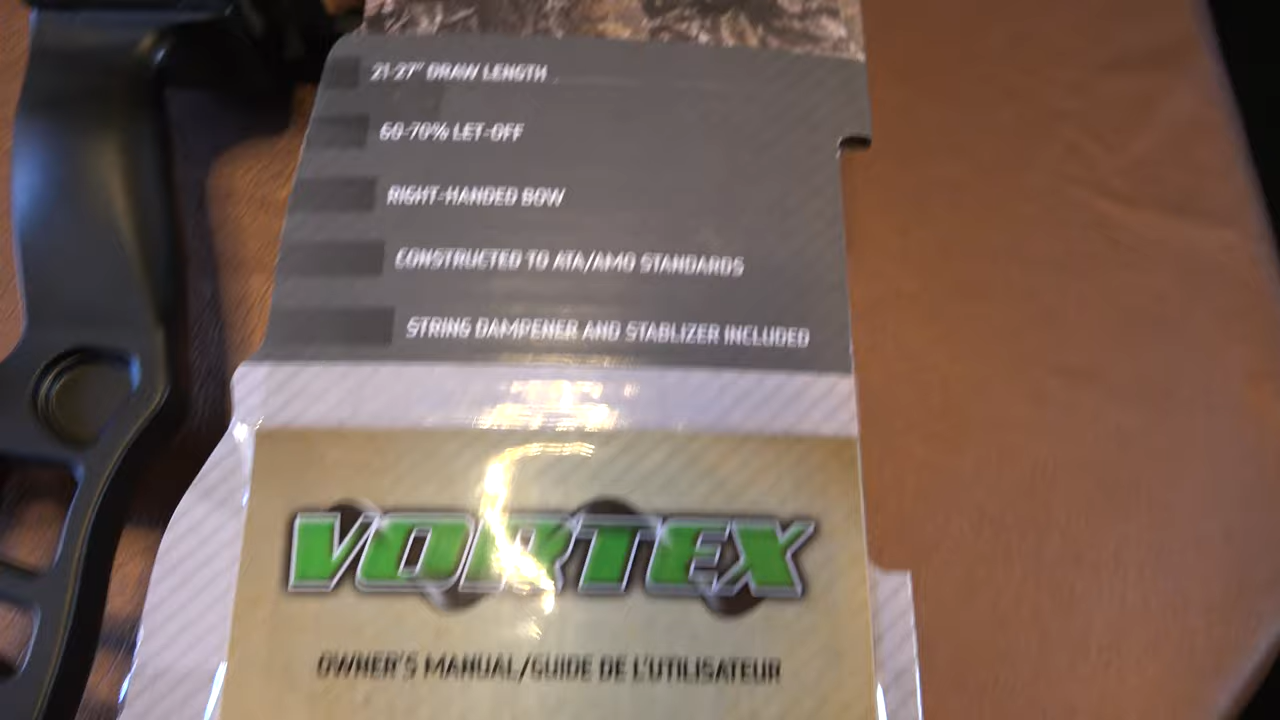 21-27" DRAW LENGTH
60-70% LET-OFF
RIGHT-HANDED BOW
CONSTRUCTED TO ATA/AMO STANDARDS
STRING DAMPENER AND STABLIZER INCLUDED
VORTEX
OWNER'S MANUAL/GUIDE DE L'UTILISATEUR